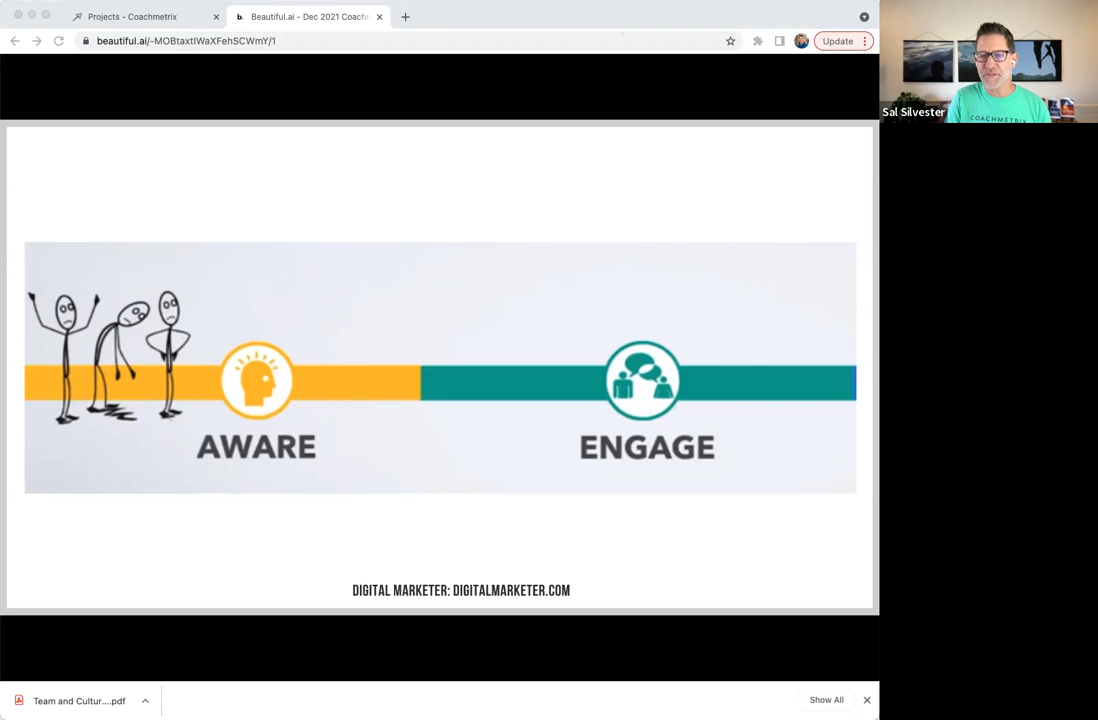 Projects - Coachmetrix
b. Beautiful.ai - Dec 2021 Coach
beautiful.ai/-MOBtaxtIWaXFehSCWmY/1
Update
Sal Silvester
COACHMETRIX
AWARE
ENGAGE
DIGITAL MARKETER: DIGITALMARKETER.COM
Team and Cultur....pdf
Show All